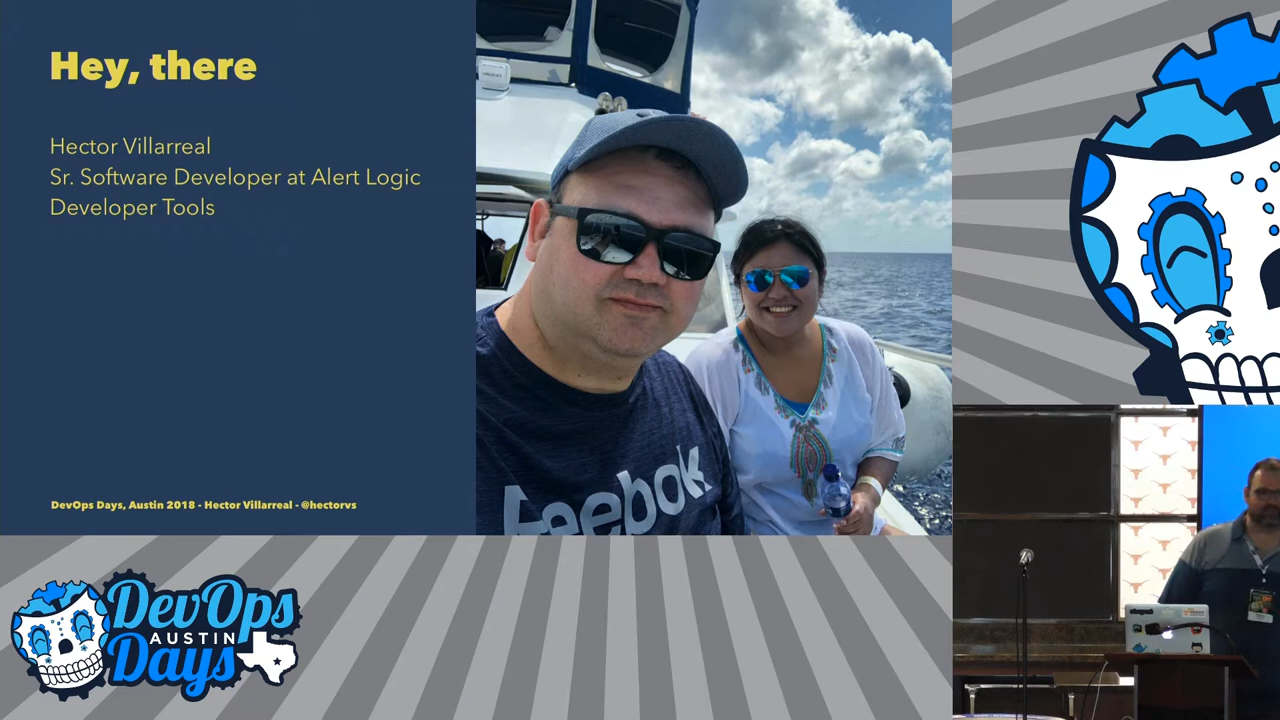 Hey, there
Hector Villarreal
Sr. Software Developer at Alert Logic
Developer Tools
DevOps Days, Austin 2018 - Hector Villarreal - @hectorvs
reebok
DevOps
AUSTIN
Days